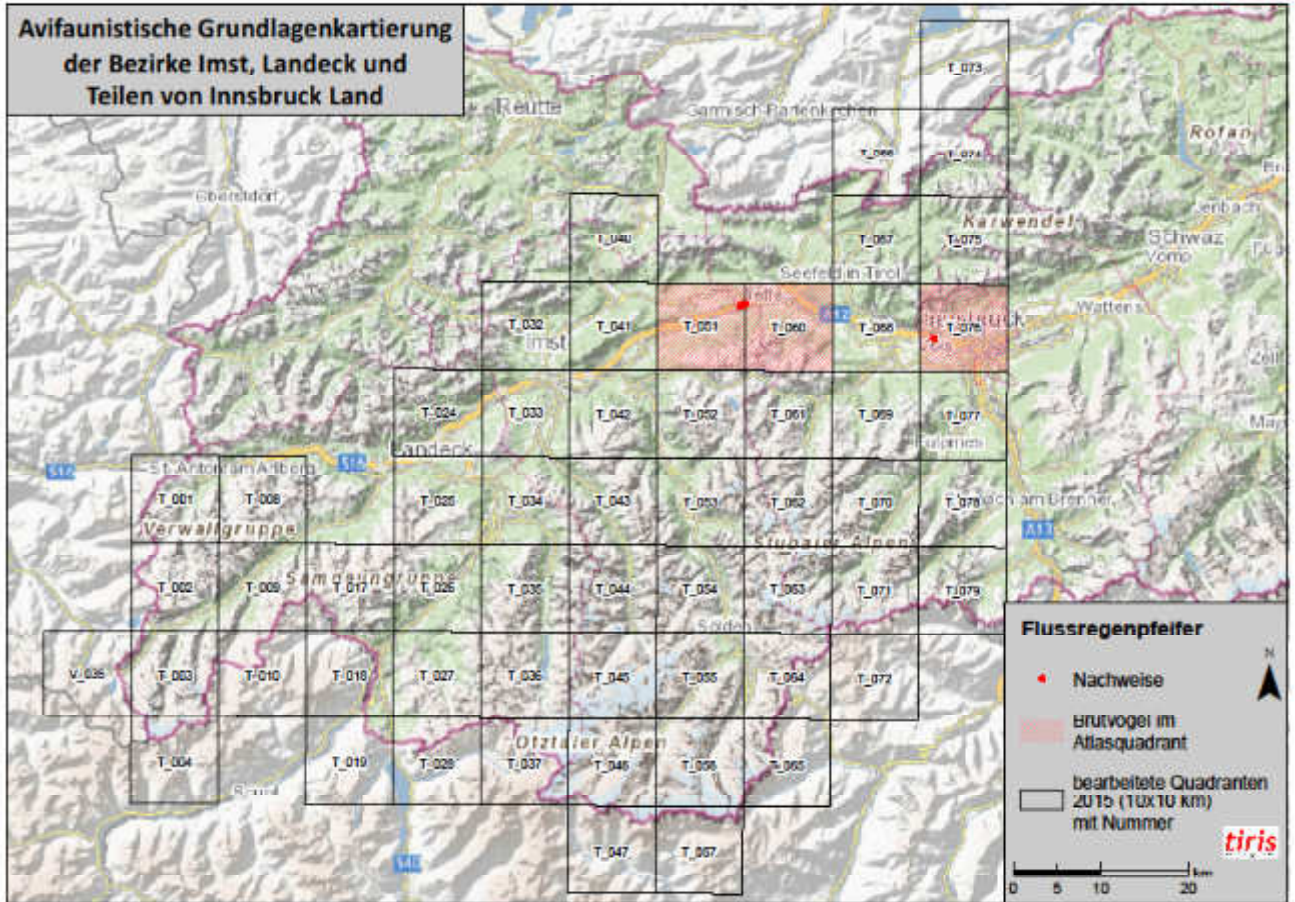 Avifaunistische Grundlagenkartierung
der Bezirke Imst, Landeck und
Teilen von Innsbruck Land
T_073
Reutte
Garmisch-Partenkirchen
Rofan
T_066
T_074
Oberstdorf
Jenbach
Karwendel
T_040
T_067
T_075
Schwaz
Vomp
Seefeld in Tirol
Wattens
T_032
T_041
T_051
T_060
A12
T_068
T_076
Imst
T_024
T_033
T_042
T_052
T_061
T_069
T_077
Landeck
Fulpmes
S16
St. Anton am Arlberg
S16
T_001
T_008
T_025
T_034
T_043
T_053
T_062
T_070
T_078
Verwallgruppe
A13
Stubaier Alpen
T_002
T_009
Samnaungruppe
T_017
T_026
T_035
T_044
T_054
T_063
T_071
T_079
Sölden
V_035
T_003
T_010
T_018
T_027
T_036
T_045
T_055
T_064
T_072
Ötztaler Alpen
T_004
T_019
T_028
T_037
T_046
T_056
T_065
Scuol
S40
T_047
T_057
Flussregenpfeifer
N
Nachweise
Brutvogel im
Atlasquadrant
bearbeitete Quadranten
2015 (10x10 km)
mit Nummer
tiris
km
0 5 10 20